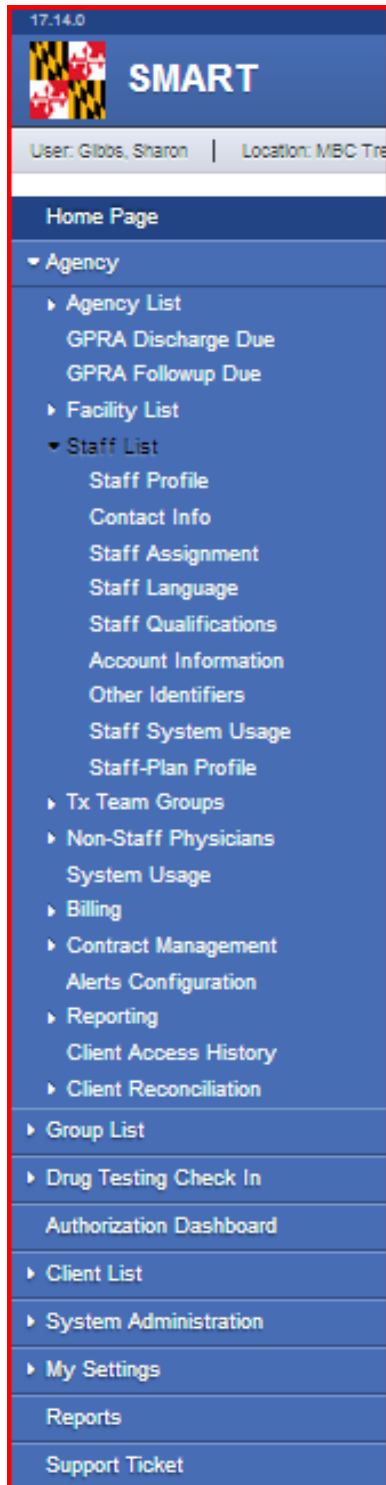 17.14.0
SMART
User: Gibbs, Sharon | Location: MBC Tre
Home Page
Agency
Agency List
GPRA Discharge Due
GPRA Followup Due
Facility List
Staff List
Staff Profile
Contact Info
Staff Assignment
Staff Language
Staff Qualifications
Account Information
Other Identifiers
Staff System Usage
Staff-Plan Profile
Tx Team Groups
Non-Staff Physicians
System Usage
Billing
Contract Management
Alerts Configuration
Reporting
Client Access History
Client Reconciliation
Group List
Drug Testing Check In
Authorization Dashboard
Client List
System Administration
My Settings
Reports
Support Ticket